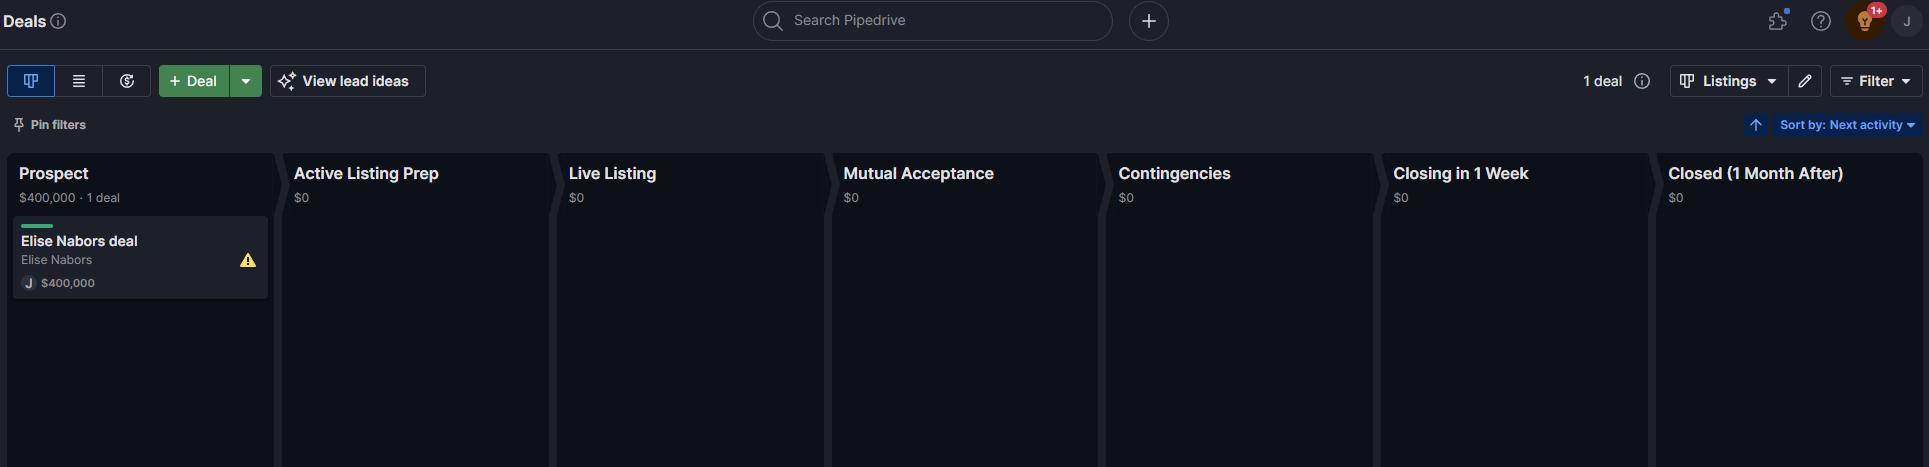 Deals
Search Pipedrive
1+
J
+ Deal
View lead ideas
1 deal
Listings
Filter
Pin filters
Sort by: Next activity
Prospect
$400,000 · 1 deal
Elise Nabors deal
Elise Nabors
J $400,000
Active Listing Prep
$0
Live Listing
$0
Mutual Acceptance
$0
Contingencies
$0
Closing in 1 Week
$0
Closed (1 Month After)
$0